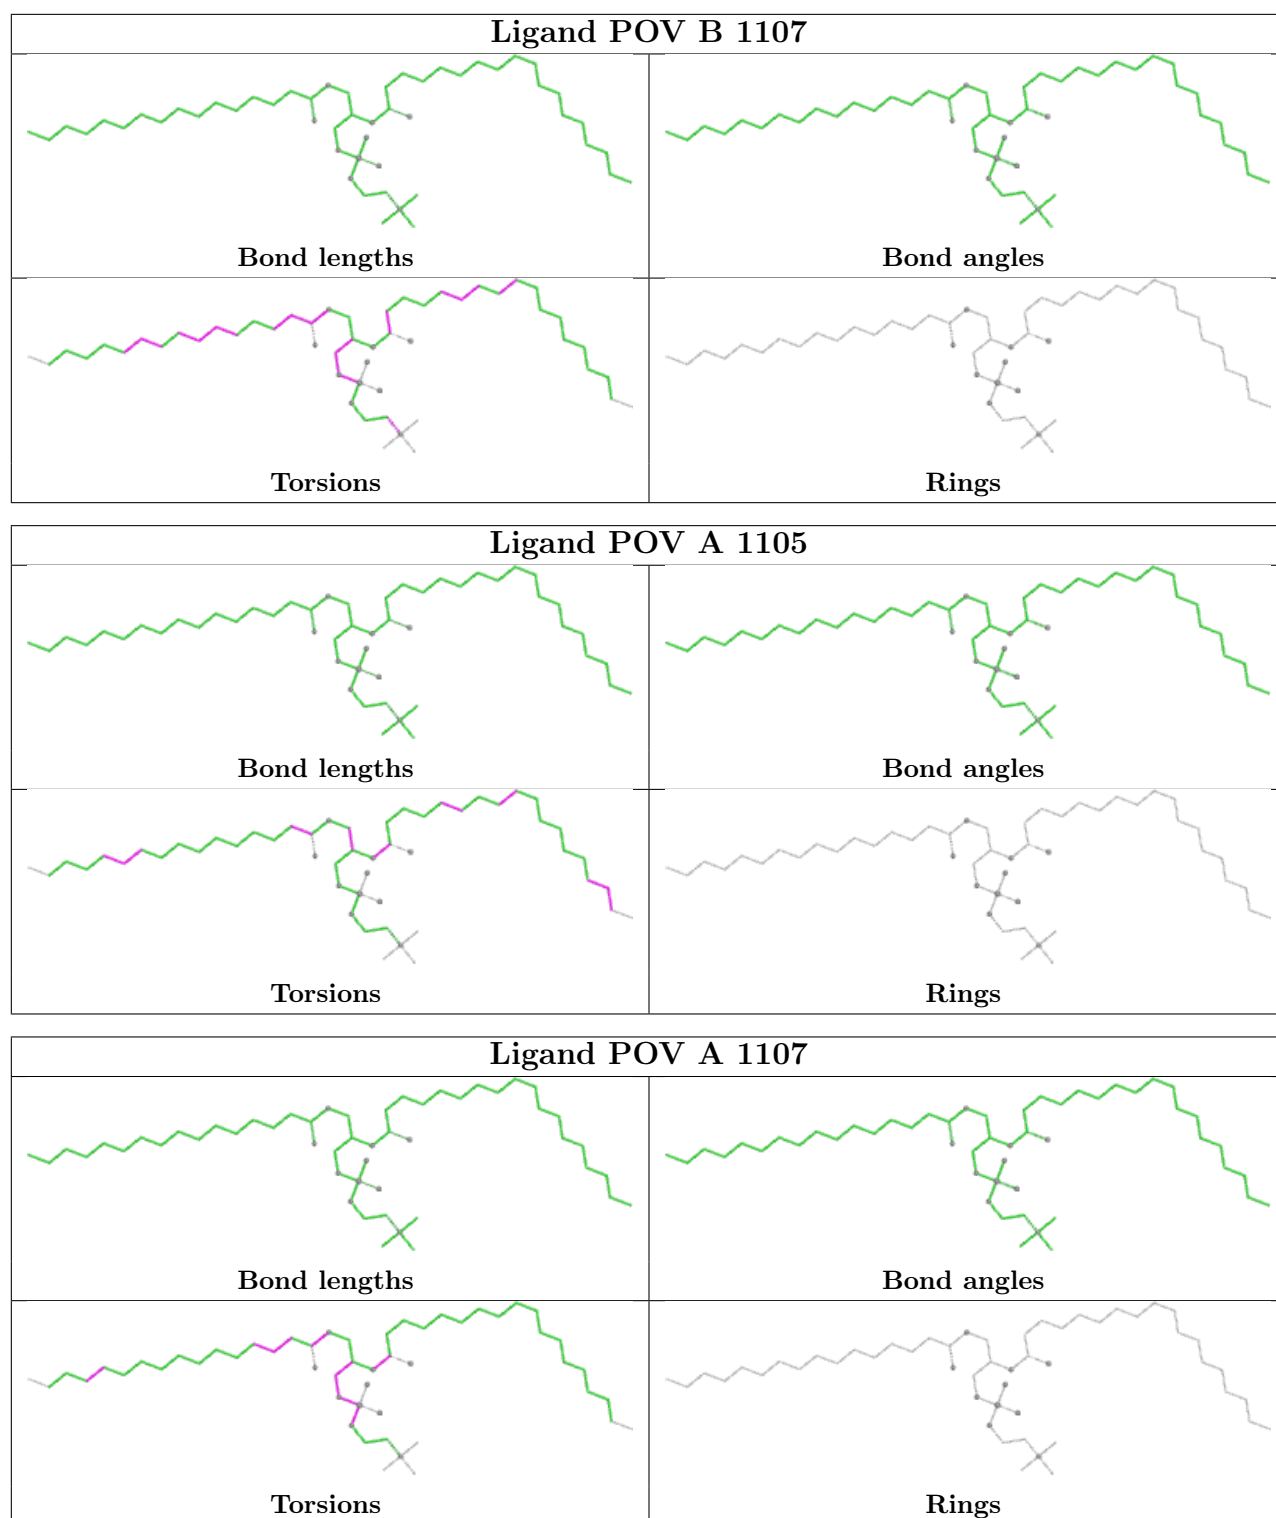 Ligand POV B 1107
Bond lengths Bond angles
Torsions Rings
Ligand POV A 1105
Bond lengths Bond angles
Torsions Rings
Ligand POV A 1107
Bond lengths Bond angles
Torsions Rings